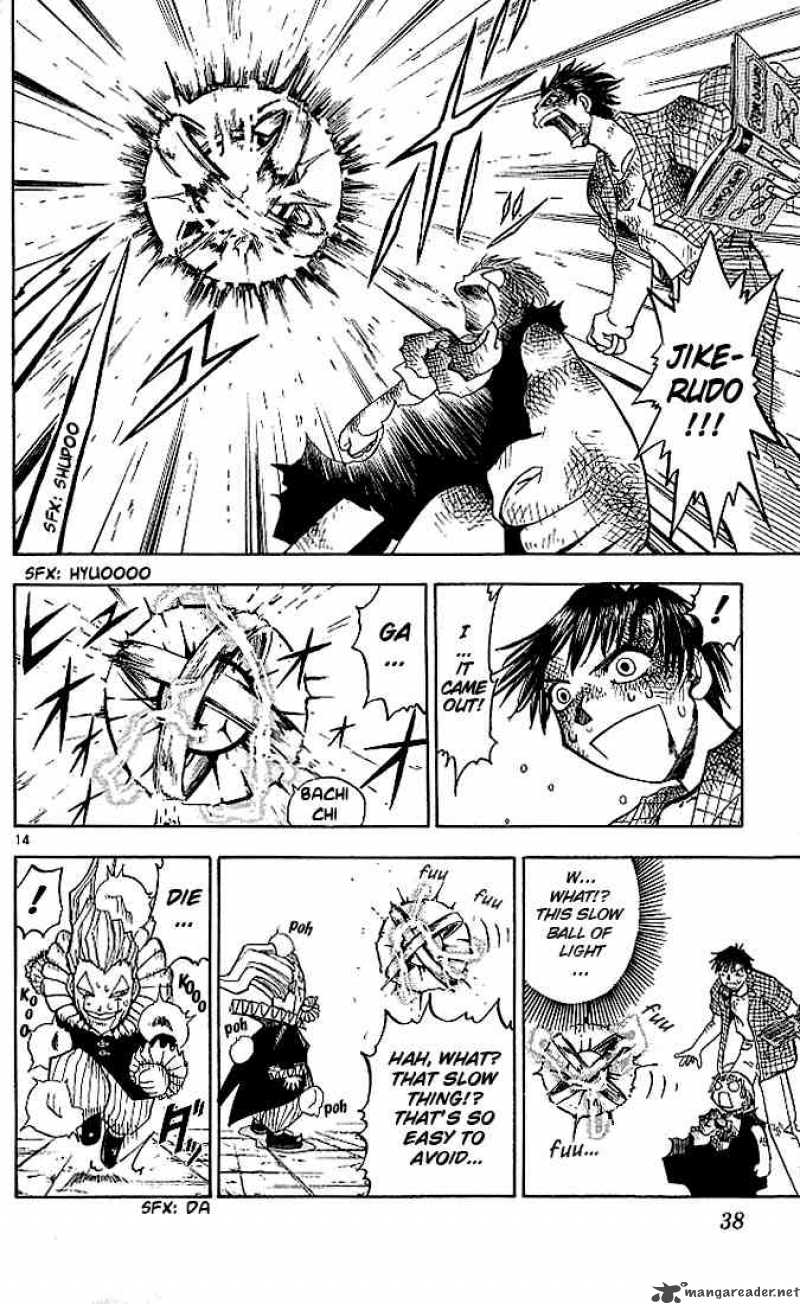 JIKE-
RUDO
!!!
SFX: SHUPOO
SFX: HYUOOOO
!
I
...
IT
CAME
OUT!
GA
...
BACHI
CHI
14
W...
WHAT!?
THIS SLOW
BALL OF
LIGHT
...
fuu
fuu...
fuu
fuu
poh
poh
poh
HAH, WHAT?
THAT SLOW
THING!?
THAT'S SO
EASY TO
AVOID...
DIE
...
!
KOOO
KOOO
ダッ
SFX: DA
38
mangareader.net